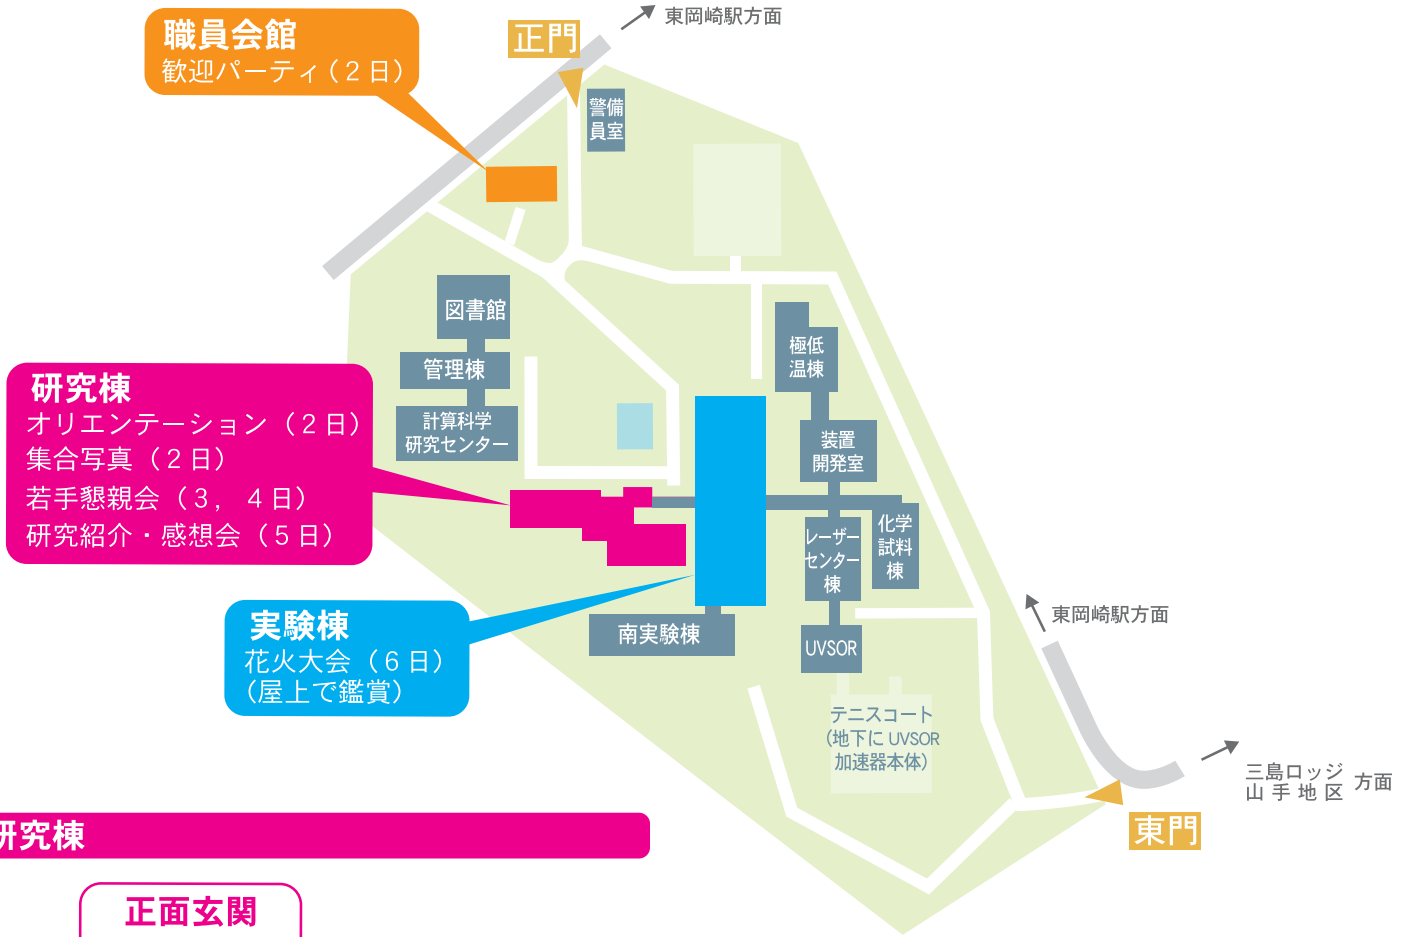 東岡崎駅方面
正門
職員会館
歓迎パーティ(２日)
警備
員室
図書館
管理棟
計算科学
研究センター
極低
温棟
装置
開発室
研究棟
オリエンテーション（２日）
集合写真（２日）
若手懇親会（３，４日）
研究紹介・感想会（５日）
化学
試料
棟
レーザー
センター
棟
実験棟
花火大会（６日）
(屋上で鑑賞)
南実験棟
UVSOR
東岡崎駅方面
テニスコート
(地下に UVSOR
加速器本体)
三島ロッジ
山手地区
方面
東門
研究棟
正面玄関